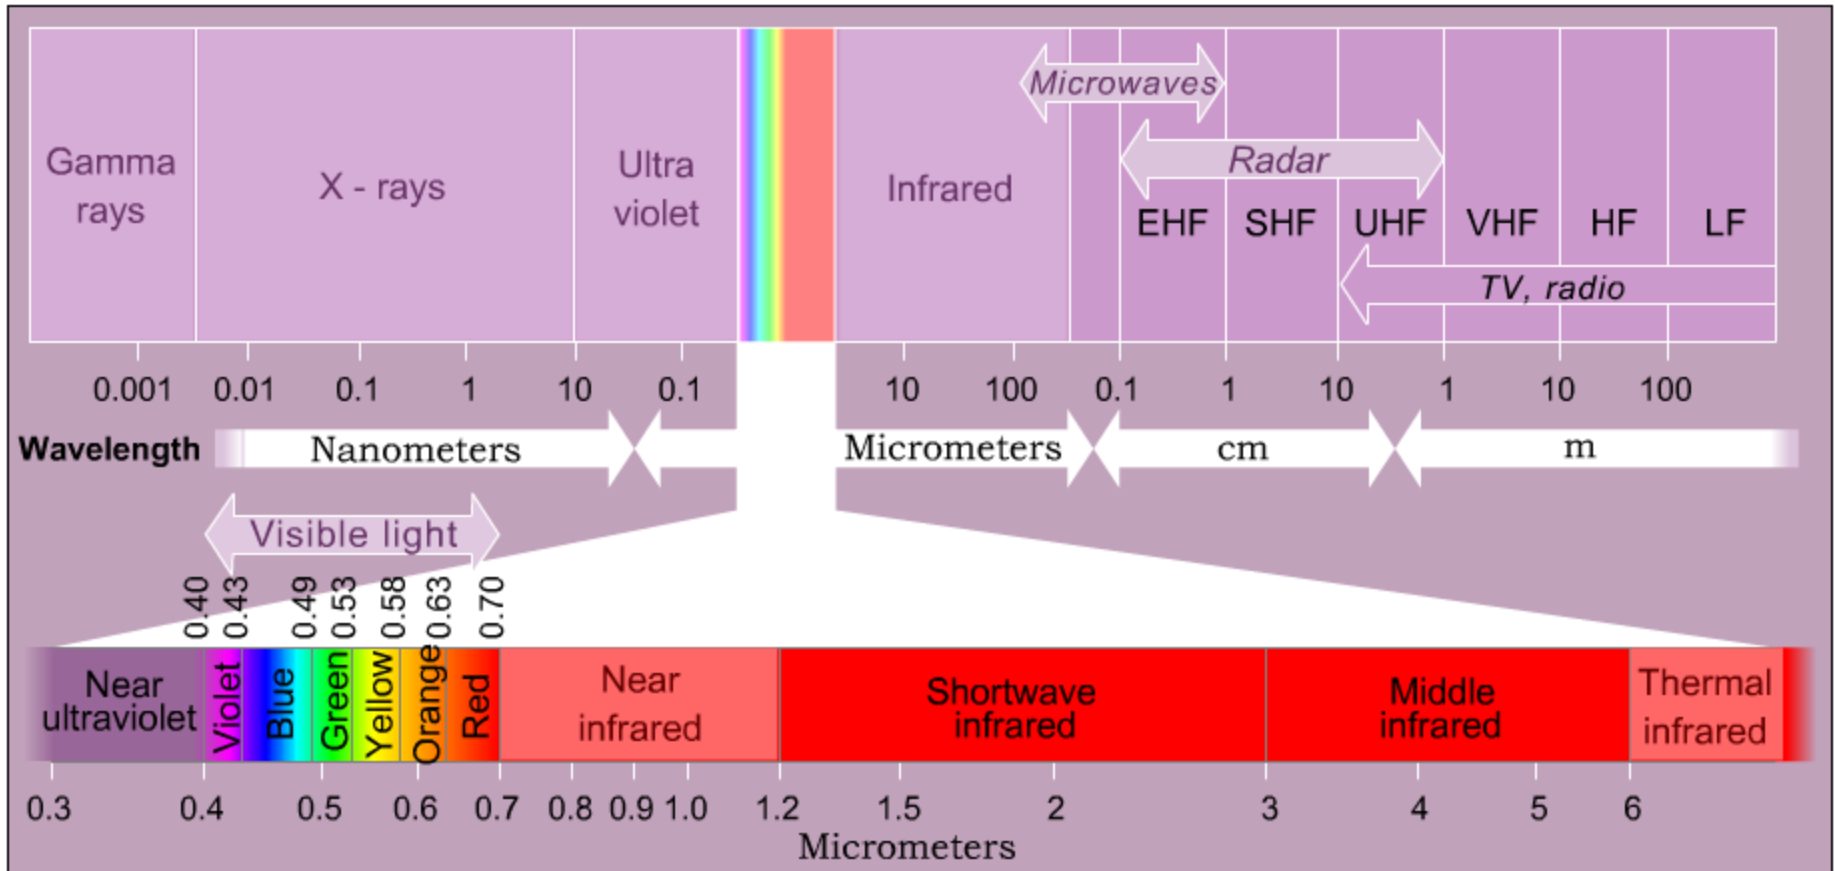 Gamma
rays
X - rays
Ultra
violet
Infrared
Microwaves
Radar
EHF SHF UHF VHF HF LF
TV, radio
0.001 0.01 0.1 1 10 0.1 10 100 0.1 1 10 1 10 100
Wavelength Nanometers Micrometers cm m
Visible light
0.40 0.43 0.49 0.53 0.58 0.63 0.70
Near
ultraviolet
Violet
Blue
Green
Yellow
Orange
Red
Near
infrared
Shortwave
infrared
Middle
infrared
Thermal
infrared
0.3 0.4 0.5 0.6 0.7 0.8 0.9 1.0 1.2 1.5 2 3 4 5 6
Micrometers